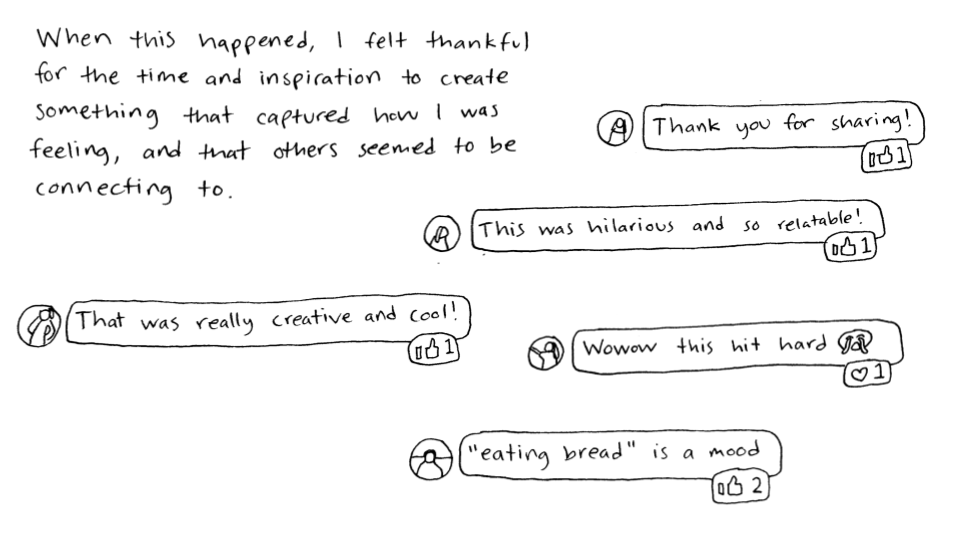 When this happened, I felt thankful
for the time and inspiration to create
something that captured how I was
feeling, and that others seemed to be
connecting to.
Thank you for sharing!
1
This was hilarious and so relatable!
1
That was really creative and cool!
1
Wowow this hit hard
1
"eating bread" is a mood
2